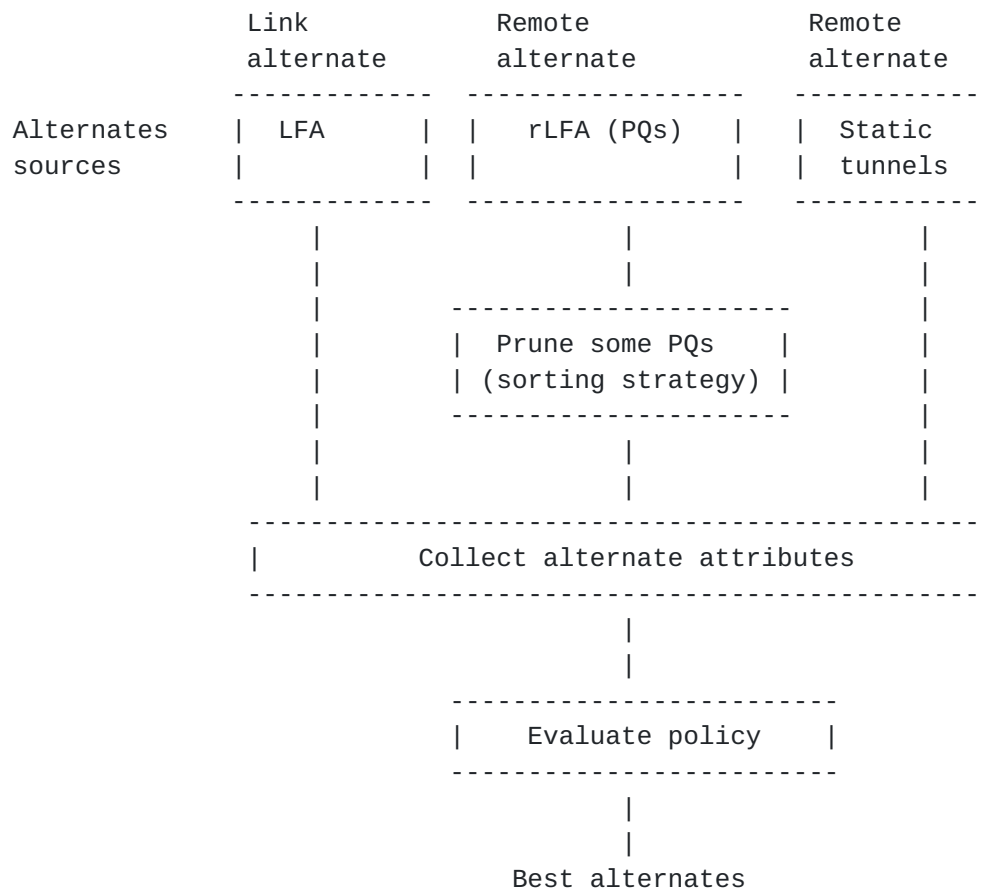 Link Remote Remote
alternate alternate alternate
Alternates LFA rLFA (PQs) Static
sources tunnels
Prune some PQs
(sorting strategy)
Collect alternate attributes
Evaluate policy
Best alternates